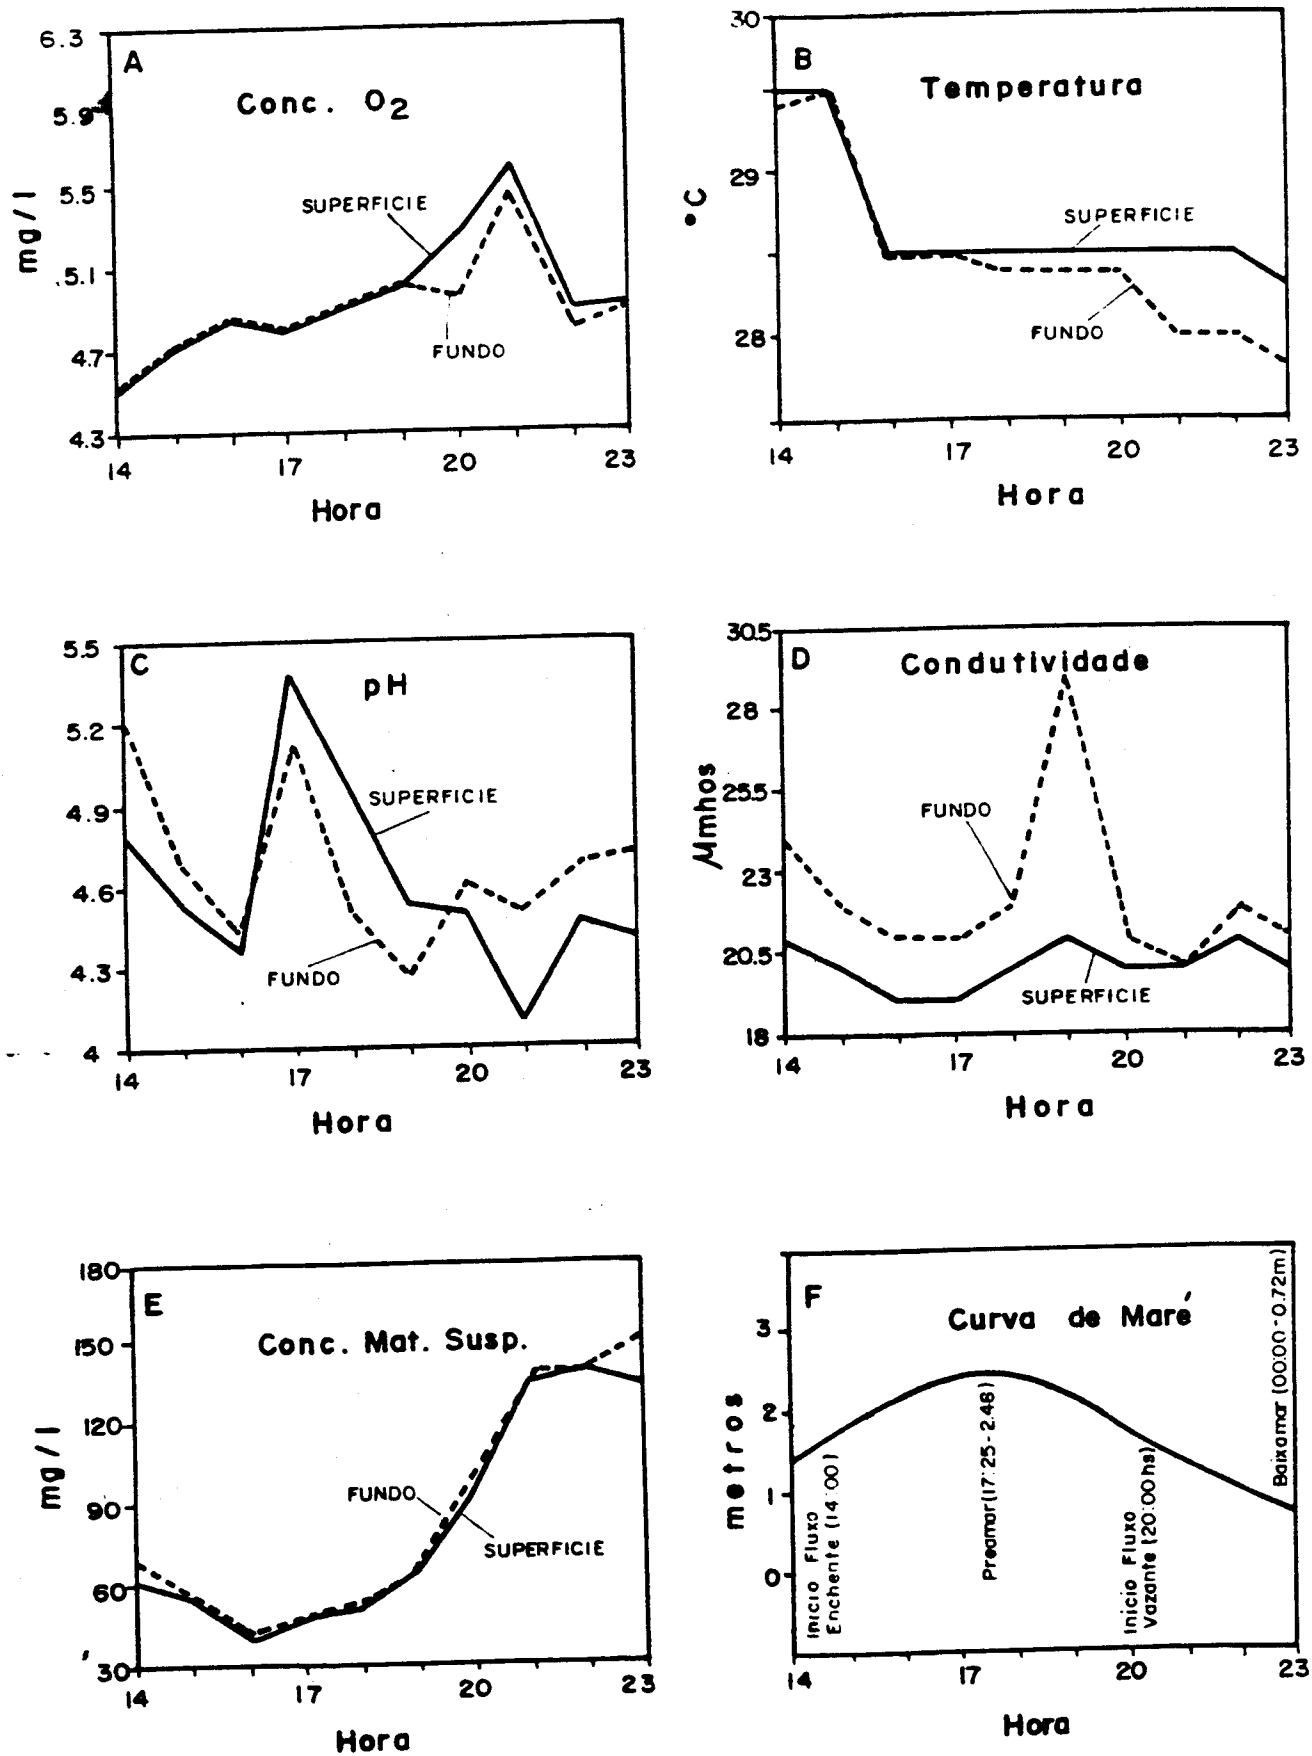 A
Conc. O2
6.3
5.9
5.5
5.1
4.7
4.3
mg/l
SUPERFICIE
FUNDO
14 17 20 23
Hora
B
Temperatura
30
29
28
°C
SUPERFICIE
FUNDO
14 17 20 23
Hora
C
pH
5.5
5.2
4.9
4.6
4.3
4
SUPERFICIE
FUNDO
14 17 20 23
Hora
D
Condutividade
30.5
28
25.5
23
20.5
18
μmhos
FUNDO
SUPERFICIE
14 17 20 23
Hora
E
Conc. Mat. Susp.
180
150
120
90
60
30
mg/l
FUNDO
SUPERFICIE
14 17 20 23
Hora
F
Curva de Maré
3
2
1
0
metros
Inicio Fluxo
Enchente (14:00)
Preamar (17:25-2.48)
Inicio Fluxo
Vazante (20:00hs)
Baixamar (00:00-0.72m)
14 17 20 23
Hora